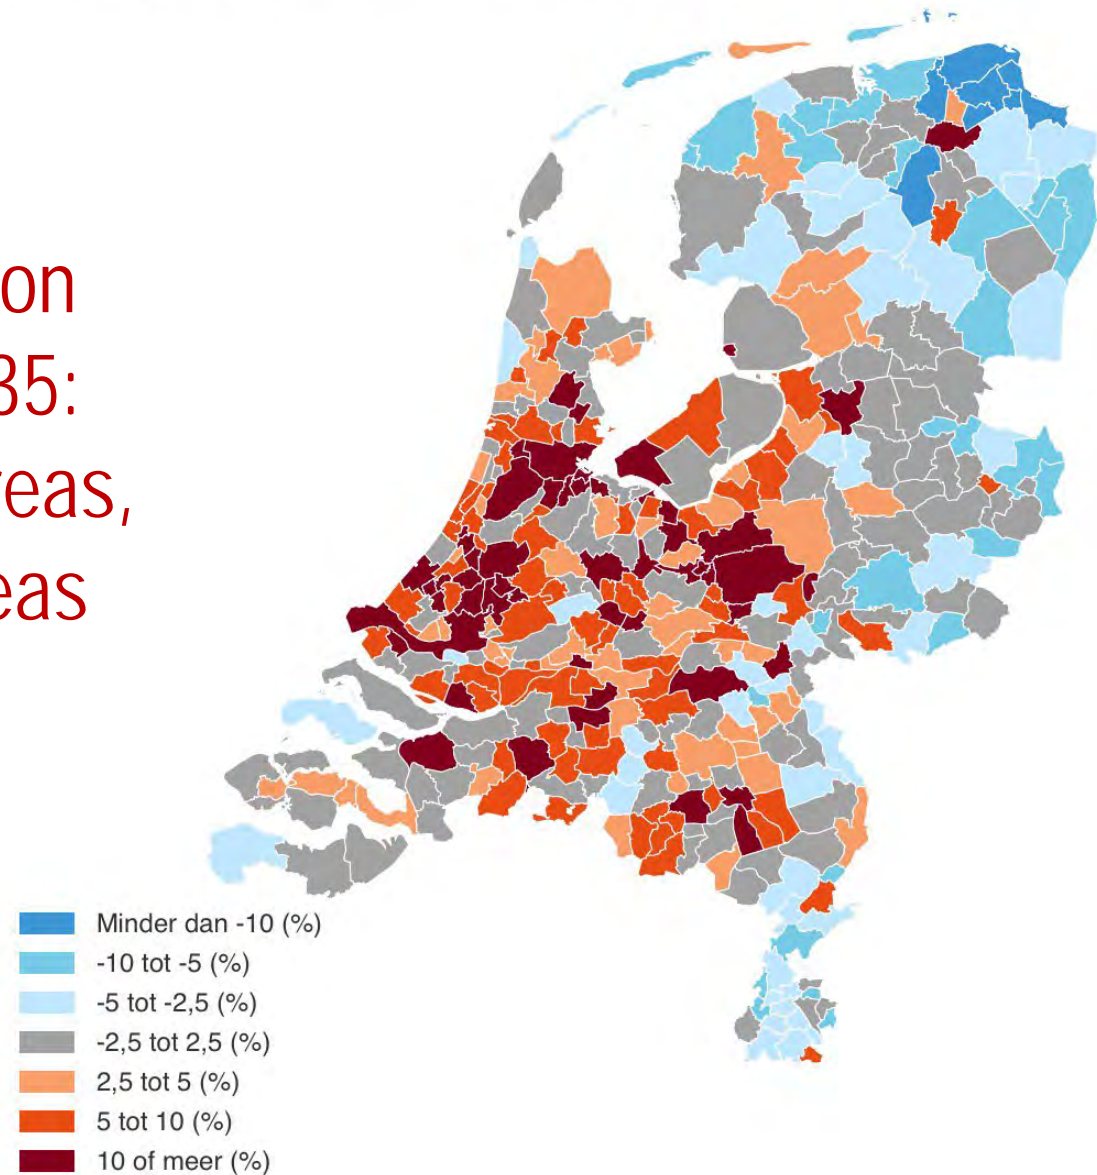 on
35:
reas,
eas
Minder dan -10 (%)
-10 tot -5 (%)
-5 tot -2,5 (%)
-2,5 tot 2,5 (%)
2,5 tot 5 (%)
5 tot 10 (%)
10 of meer (%)